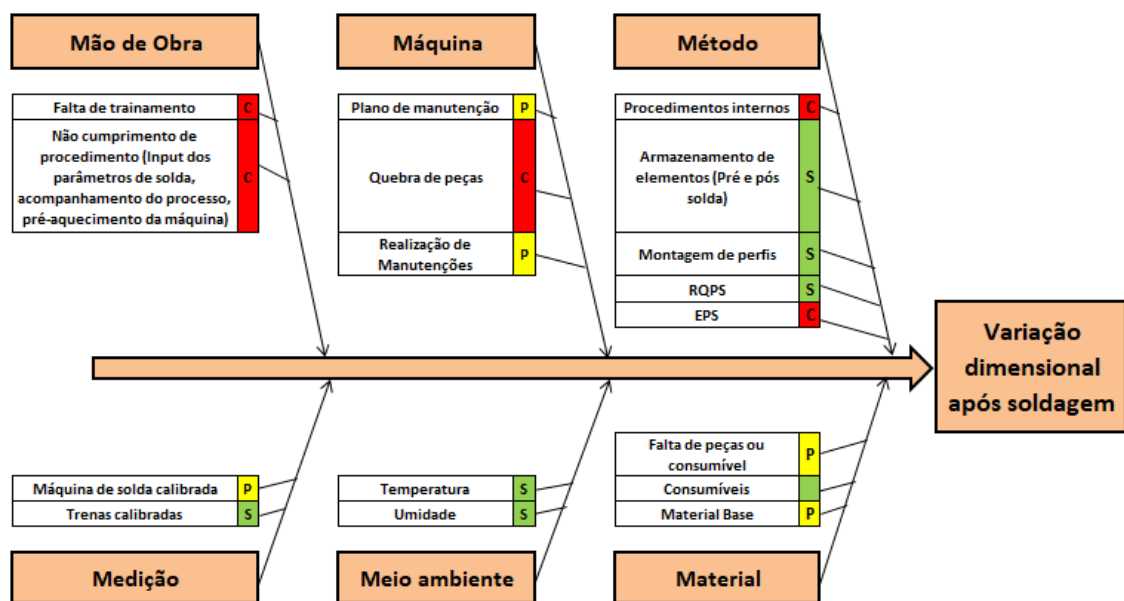 Mão de Obra
Máquina
Método
Falta de trainamento C
Não cumprimento de
procedimento (Input dos
parâmetros de solda,
acompanhamento do processo,
pré-aquecimento da máquina)
C
Plano de manutenção P
Quebra de peças C
Realização de
Manutenções
P
Procedimentos internos C
Armazenamento de
elementos (Pré e pós
solda)
S
Montagem de perfis S
RQPS S
EPS C
Variação
dimensional
após soldagem
Máquina de solda calibrada P
Trenas calibradas S
Temperatura S
Umidade S
Falta de peças ou
consumível
P
Consumíveis
Material Base P
Medição
Meio ambiente
Material